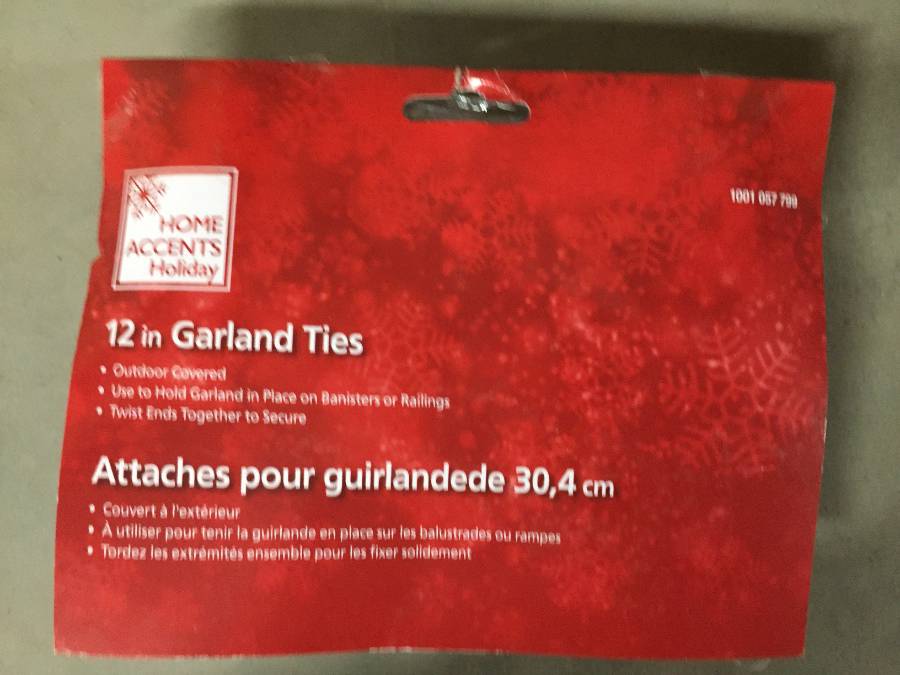 1001 057 799
HOME
ACCENTS
Holiday
12 in Garland Ties
• Outdoor Covered
• Use to Hold Garland in Place on Banisters or Railings
• Twist Ends Together to Secure
Attaches pour guirlandede 30,4 cm
• Couvert à l'extérieur
• À utiliser pour tenir la guirlande en place sur les balustrades ou rampes
• Tordez les extrémités ensemble pour les fixer solidement